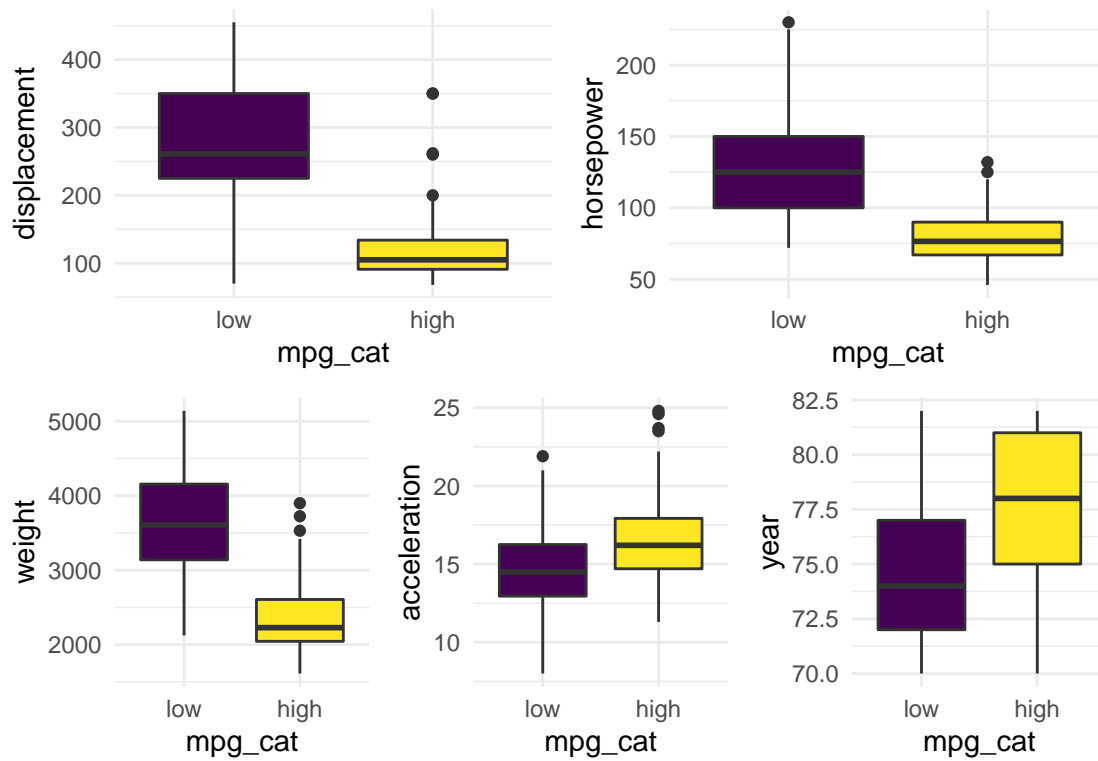 displacement
400
300
200
100
low high
mpg_cat
horsepower
200
150
100
50
low high
mpg_cat
weight
5000
4000
3000
2000
low high
mpg_cat
acceleration
25
20
15
10
low high
mpg_cat
year
82.5
80.0
77.5
75.0
72.5
70.0
low high
mpg_cat